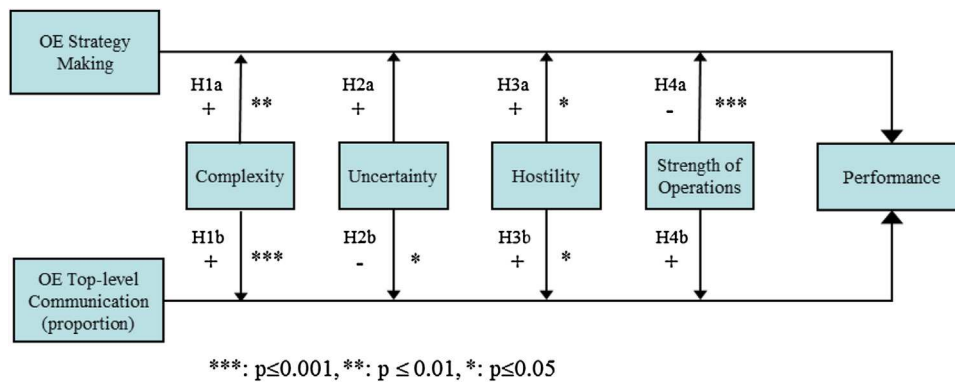 OE Strategy
Making
H1a
+
**
H2a
+
H3a
+
*
H4a
-
***
Complexity
Uncertainty
Hostility
Strength of
Operations
Performance
H1b
+
***
H2b
-
*
H3b
+
*
H4b
+
OE Top-level
Communication
(proportion)
***: p≤0.001, **: p ≤ 0.01, *: p≤0.05